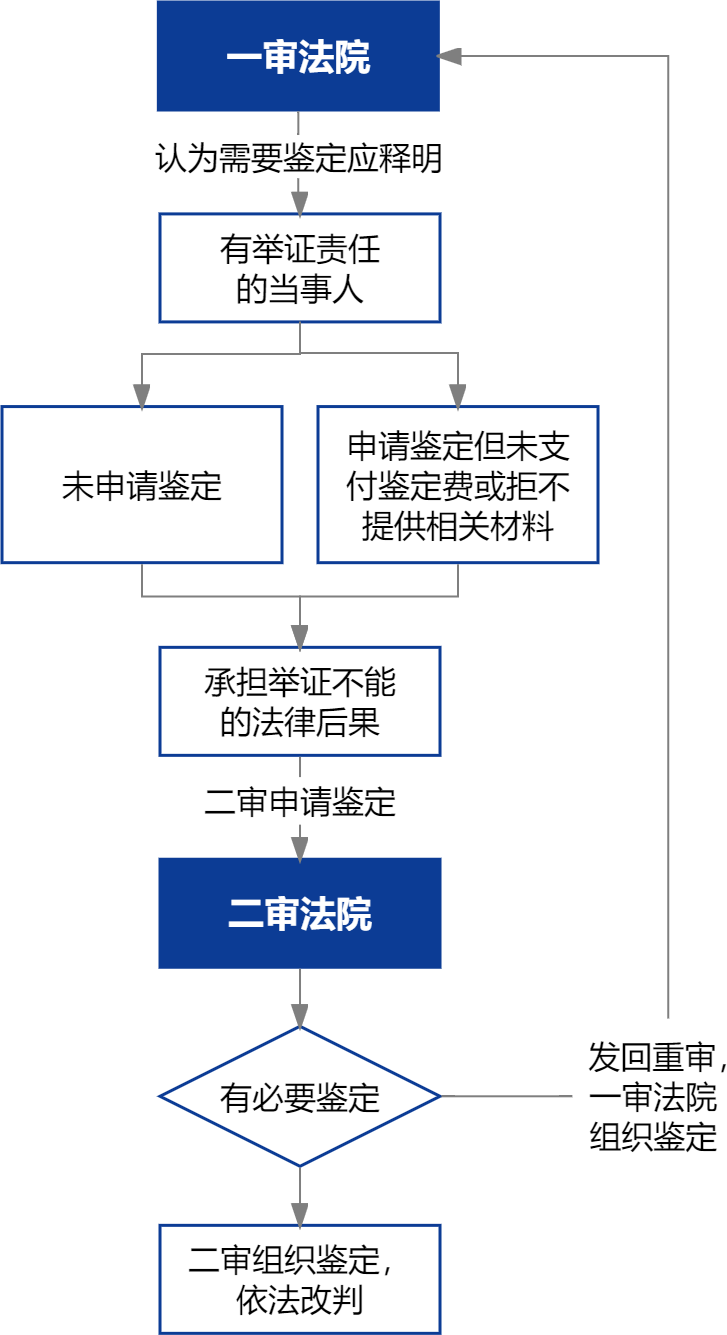 一审法院
认为需要鉴定应释明
有举证责任
的当事人
未申请鉴定
申请鉴定但未支
付鉴定费或拒不
提供相关材料
承担举证不能
的法律后果
二审申请鉴定
二审法院
有必要鉴定
发回重审,
一审法院
组织鉴定
二审组织鉴定,
依法改判